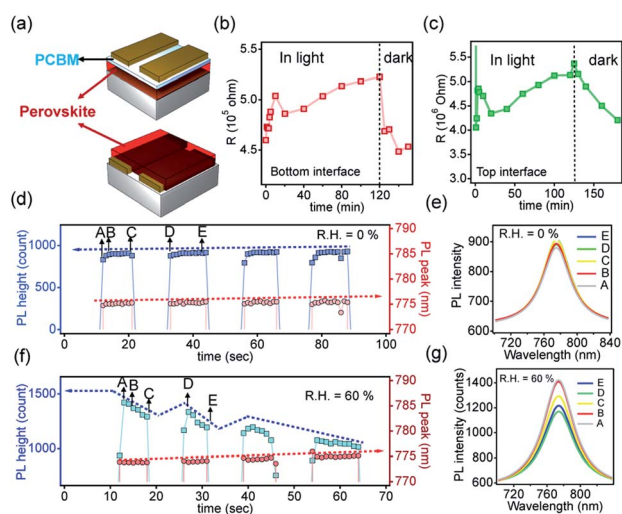 (a)
PCBM
Perovskite
(b)
R (10⁵ Ohm)
5.5
5.0
4.5
In light
dark
Bottom interface
0 40 80 120
time (min)
(c)
R (10⁶ Ohm)
5.5
5.0
4.5
4.0
3.5
3.0
In light
dark
Top interface
0 50 100 150
time (min)
(d)
PL height (count)
1000
500
0
A B C D E
R.H. = 0 %
790
785
780
775
770
PL peak (nm)
0 20 40 60 80 100
time (sec)
(e)
PL intensity
900
800
700
600
R.H. = 0 %
E
D
C
B
A
720 760 800 840
Wavelength (nm)
(f)
PL height (count)
1500
1000
A B C D E
R.H. = 60 %
790
785
780
775
770
PL peak (nm)
0 10 20 30 40 50 60 70
time (sec)
(g)
PL intensity (counts)
1400
1200
1000
800
600
R.H. = 60 %
E
D
C
B
A
720 760 800
Wavelength (nm)